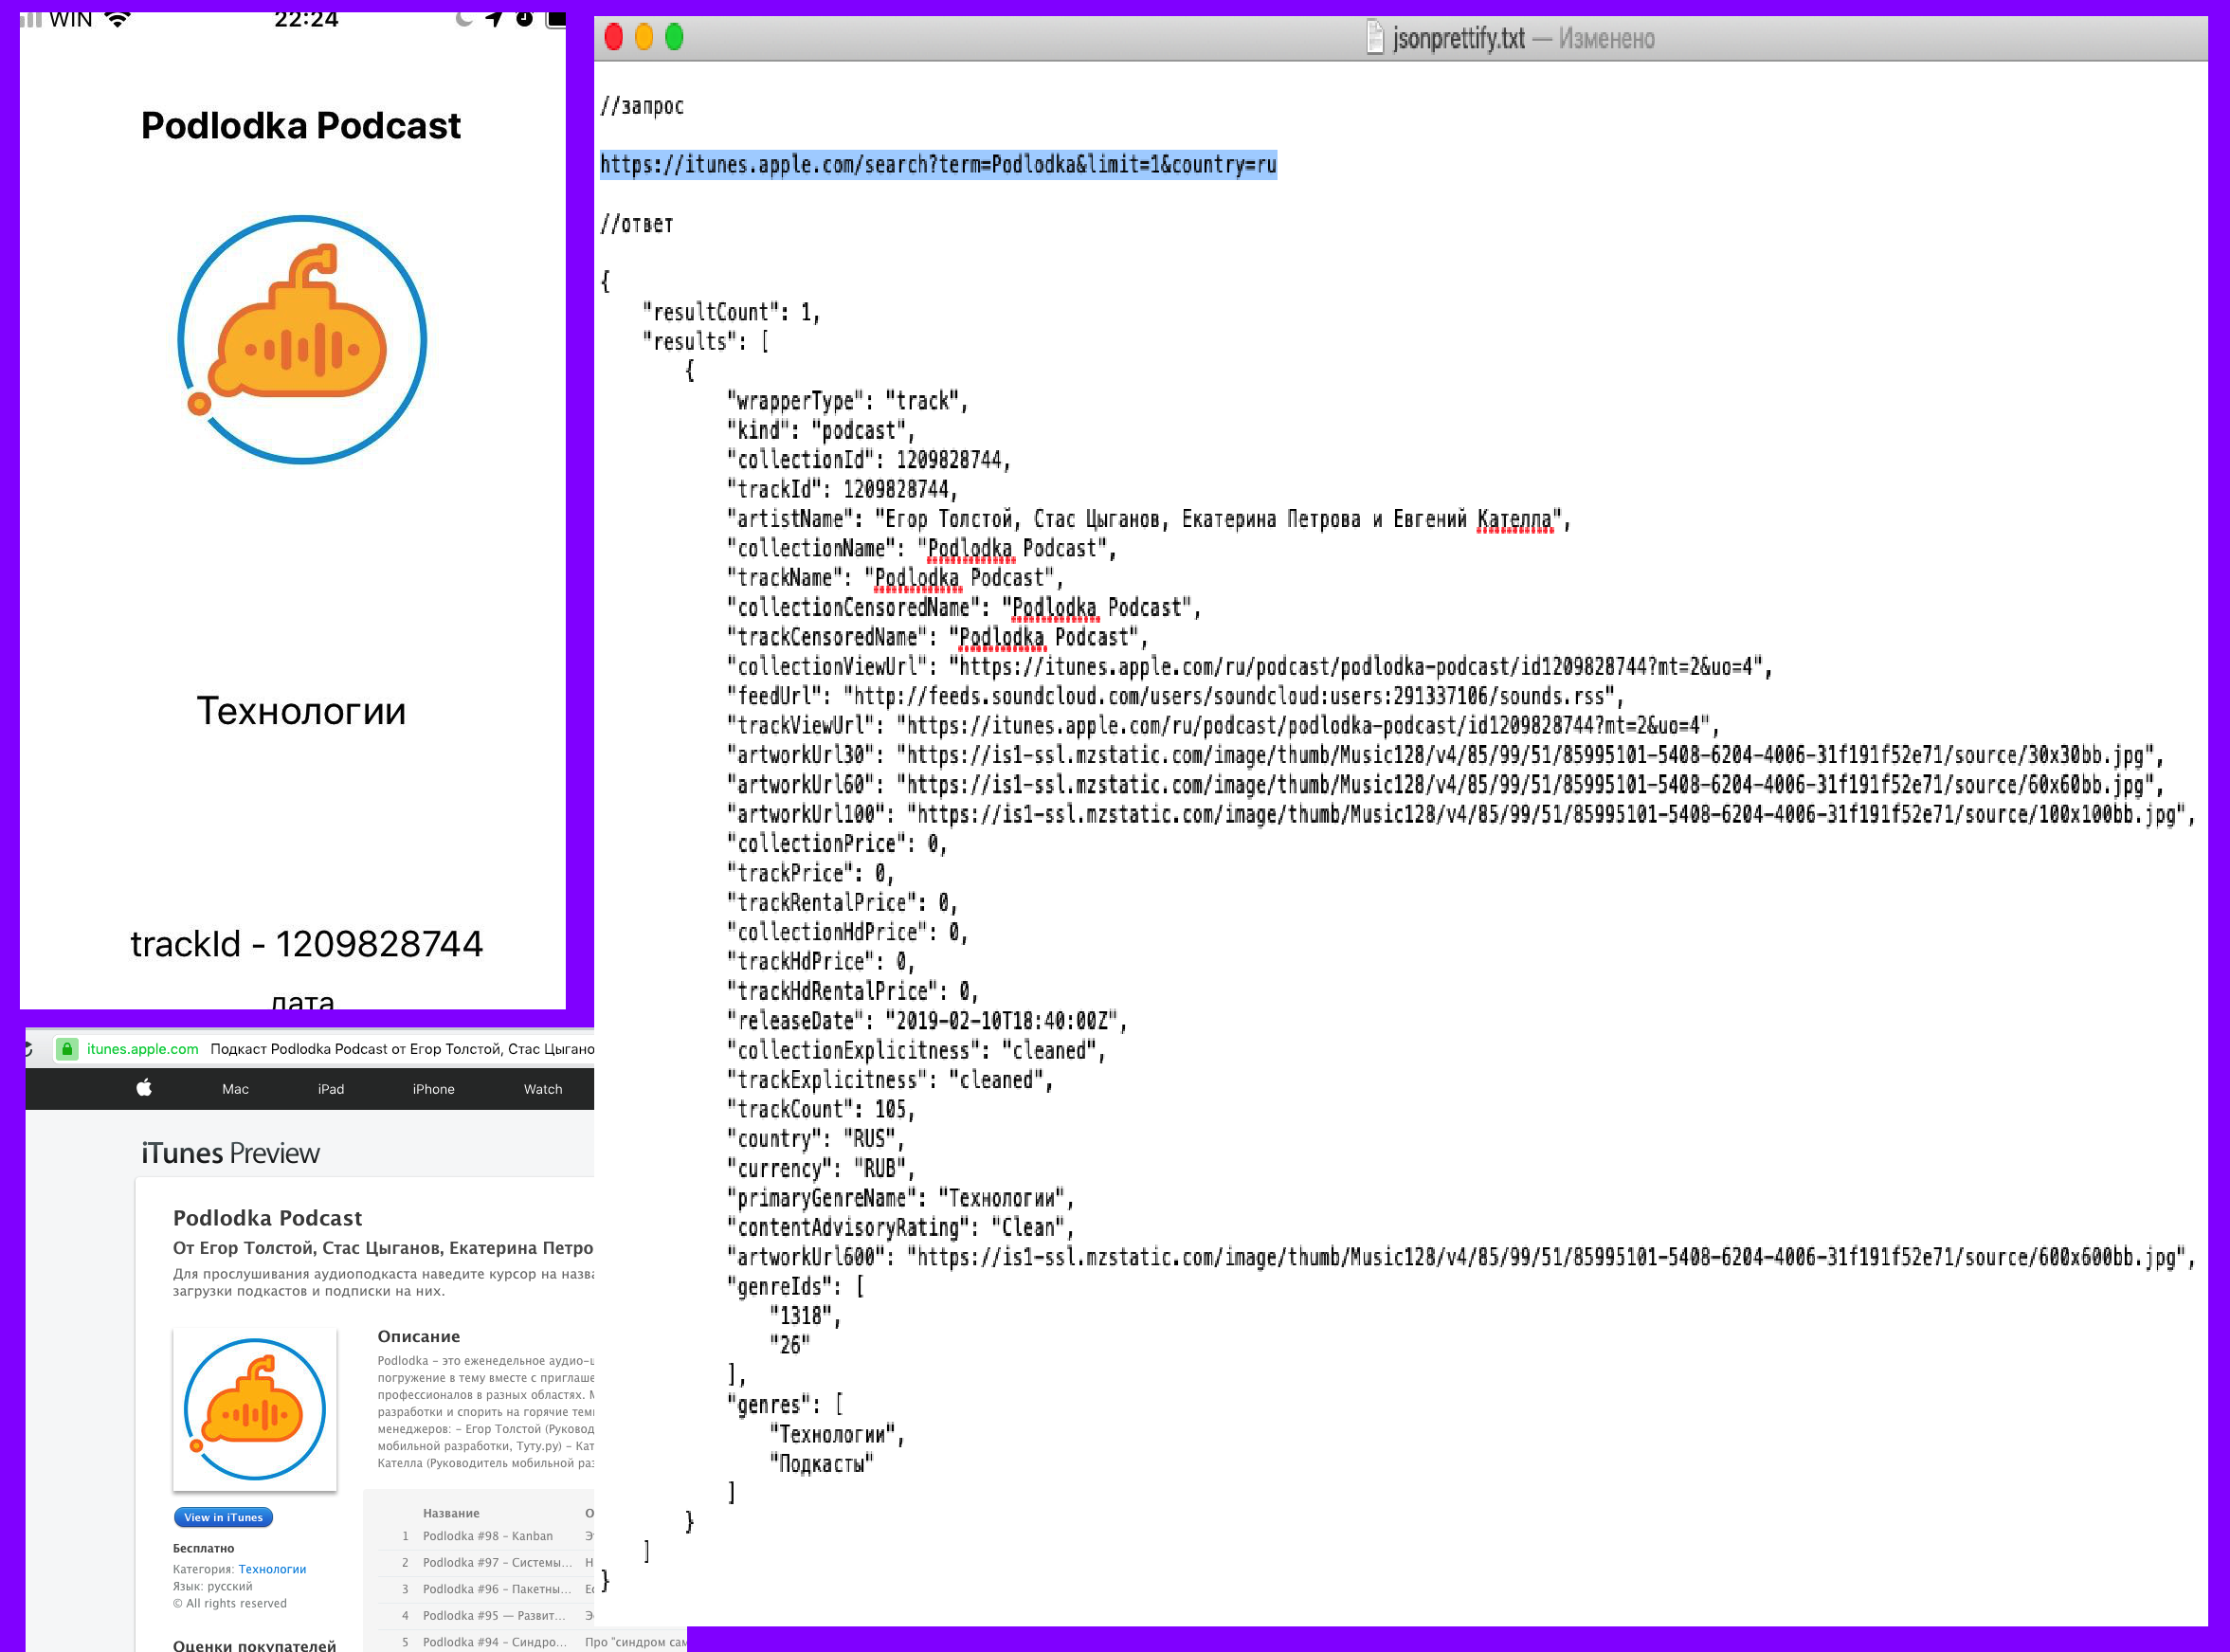 WIN
22:24
Podlodka Podcast
Технологии
trackId - 1209828744
дата
itunes.apple.com Подкаст Podlodka Podcast от Егор Толстой, Стас Цыгано
Mac iPad iPhone Watch
iTunes Preview
Podlodka Podcast
От Егор Толстой, Стас Цыганов, Екатерина Петро
Для прослушивания аудиоподкаста наведите курсор на назва
загрузки подкастов и подписки на них.
Описание
Podlodka – это еженедельное аудио-
погружение в тему вместе с приглаше
профессионалов в разных областях.
разработки и спорить на горячие тем
менеджеров: – Егор Толстой (Руковод
мобильной разработки, Туту.ру) – Кат
Кателла (Руководитель мобильной раз
View in iTunes
Бесплатно
Категория: Технологии
Язык: русский
© All rights reserved
Оценки покупателей
Название
1 Podlodka #98 – Kanban
2 Podlodka #97 – Системы...
3 Podlodka #96 – Пакетны...
4 Podlodka #95 — Развит...
5 Podlodka #94 – Синдро... Про "синдром сам
jsonprettify.txt — Изменено
//запрос
https://itunes.apple.com/search?term=Podlodka&limit=1&country=ru
//ответ
{
"resultCount": 1,
"results": [
{
"wrapperType": "track",
"kind": "podcast",
"collectionId": 1209828744,
"trackId": 1209828744,
"artistName": "Егор Толстой, Стас Цыганов, Екатерина Петрова и Евгений Кателла",
"collectionName": "Podlodka Podcast",
"trackName": "Podlodka Podcast",
"collectionCensoredName": "Podlodka Podcast",
"trackCensoredName": "Podlodka Podcast",
"collectionViewUrl": "https://itunes.apple.com/ru/podcast/podlodka-podcast/id1209828744?mt=2&uo=4",
"feedUrl": "http://feeds.soundcloud.com/users/soundcloud:users:291337106/sounds.rss",
"trackViewUrl": "https://itunes.apple.com/ru/podcast/podlodka-podcast/id1209828744?mt=2&uo=4",
"artworkUrl30": "https://is1-ssl.mzstatic.com/image/thumb/Music128/v4/85/99/51/85995101-5408-6204-4006-31f191f52e71/source/30x30bb.jpg",
"artworkUrl60": "https://is1-ssl.mzstatic.com/image/thumb/Music128/v4/85/99/51/85995101-5408-6204-4006-31f191f52e71/source/60x60bb.jpg",
"artworkUrl100": "https://is1-ssl.mzstatic.com/image/thumb/Music128/v4/85/99/51/85995101-5408-6204-4006-31f191f52e71/source/100x100bb.jpg",
"collectionPrice": 0,
"trackPrice": 0,
"trackRentalPrice": 0,
"collectionHdPrice": 0,
"trackHdPrice": 0,
"trackHdRentalPrice": 0,
"releaseDate": "2019-02-10T18:40:00Z",
"collectionExplicitness": "cleaned",
"trackExplicitness": "cleaned",
"trackCount": 105,
"country": "RUS",
"currency": "RUB",
"primaryGenreName": "Технологии",
"contentAdvisoryRating": "Clean",
"artworkUrl600": "https://is1-ssl.mzstatic.com/image/thumb/Music128/v4/85/99/51/85995101-5408-6204-4006-31f191f52e71/source/600x600bb.jpg",
"genreIds": [
"1318",
"26"
],
"genres": [
"Технологии",
"Подкасты"
]
}
]
}